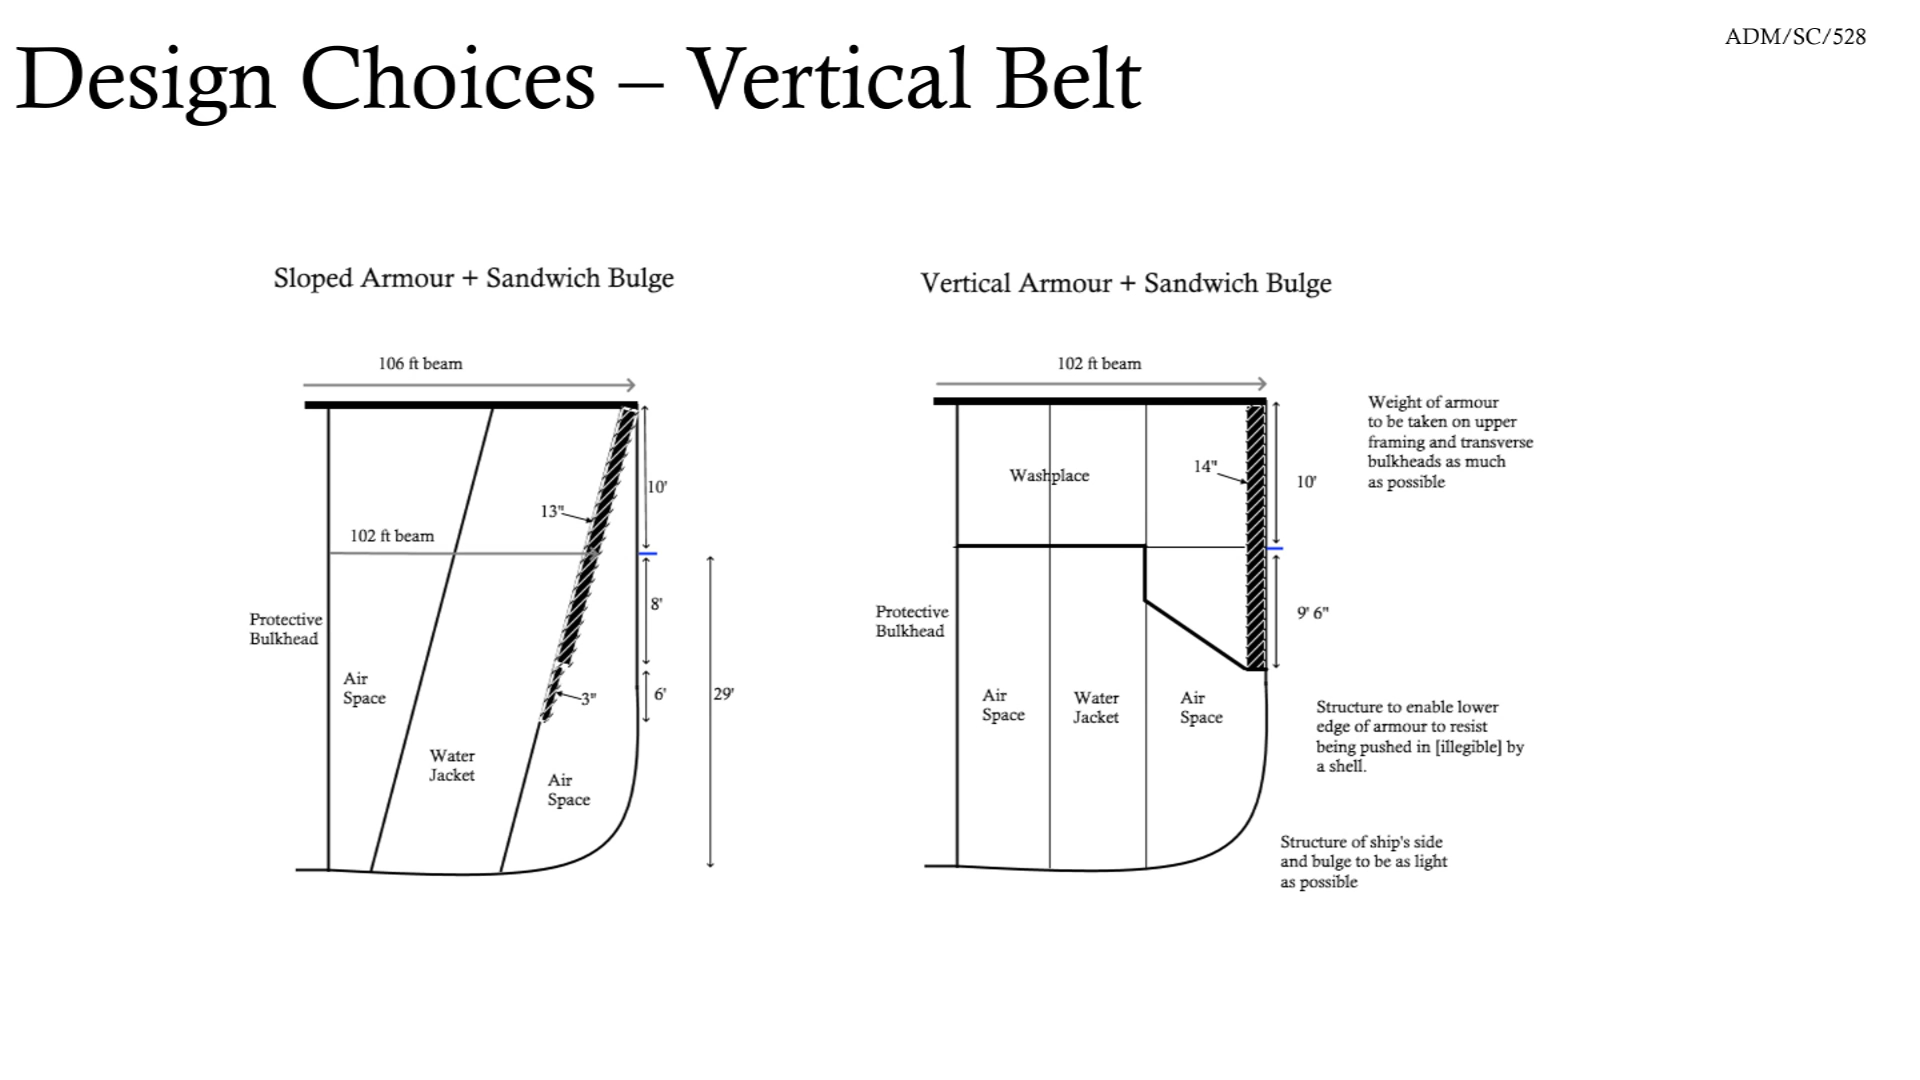 Design Choices – Vertical Belt
ADM/SC/528
Sloped Armour + Sandwich Bulge
106 ft beam
10'
13"
102 ft beam
8'
Protective
Bulkhead
Air
Space
3"
6'
29'
Water
Jacket
Air
Space
Vertical Armour + Sandwich Bulge
102 ft beam
Weight of armour
to be taken on upper
framing and transverse
bulkheads as much
as possible
Washplace
14"
10'
Protective
Bulkhead
9' 6"
Air
Space
Water
Jacket
Air
Space
Structure to enable lower
edge of armour to resist
being pushed in [illegible] by
a shell.
Structure of ship's side
and bulge to be as light
as possible